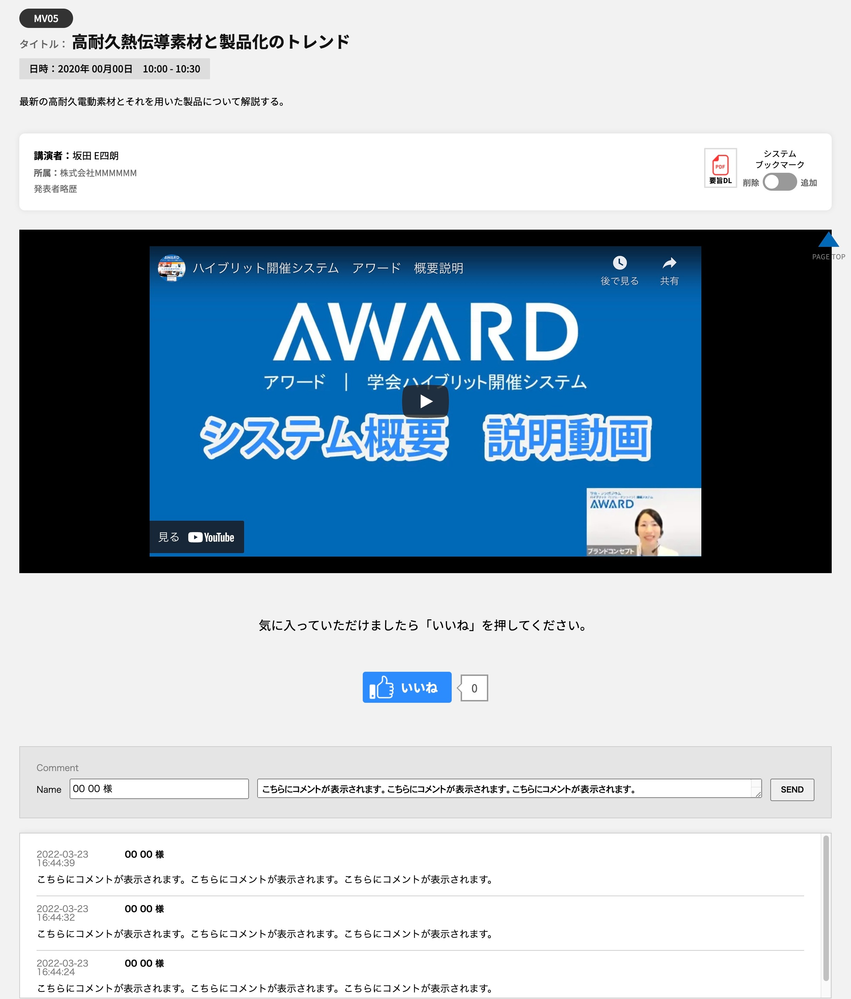 MV05
タイトル： 高耐久熱伝導素材と製品化のトレンド
日時：2020年 00月00日　10:00 - 10:30
最新の高耐久電動素材とそれを用いた製品について解説する。
講演者：坂田 E四朗
所属：株式会社MMMMMM
発表者略歴
PDF
要旨DL
システム
ブックマーク
削除
追加
PAGE TOP
AWARD
ハイブリット開催システム　アワード　概要説明
後で見る
共有
AWARD
アワード　|　学会ハイブリット開催システム
システム概要　説明動画
AWARD
ブランドコンセプト
見る YouTube
気に入っていただけましたら「いいね」を押してください。
いいね
0
Comment
Name
00 00 様
こちらにコメントが表示されます。こちらにコメントが表示されます。こちらにコメントが表示されます。
SEND
2022-03-23
16:44:39
00 00 様
こちらにコメントが表示されます。こちらにコメントが表示されます。こちらにコメントが表示されます。
2022-03-23
16:44:32
00 00 様
こちらにコメントが表示されます。こちらにコメントが表示されます。こちらにコメントが表示されます。
2022-03-23
16:44:24
00 00 様
こちらにコメントが表示されます。こちらにコメントが表示されます。こちらにコメントが表示されます。